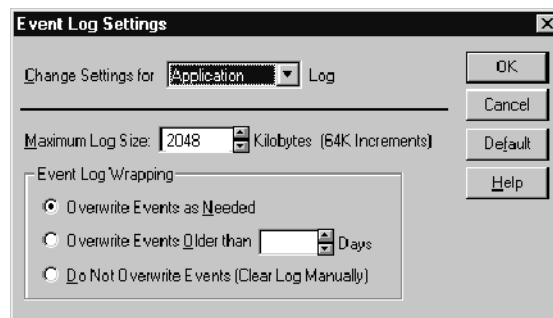 Event Log Settings
Change Settings for Application Log
OK
Cancel
Maximum Log Size: 2048 Kilobytes (64K Increments)
Default
Event Log Wrapping
Help
Overwrite Events as Needed
Overwrite Events Older than Days
Do Not Overwrite Events (Clear Log Manually)